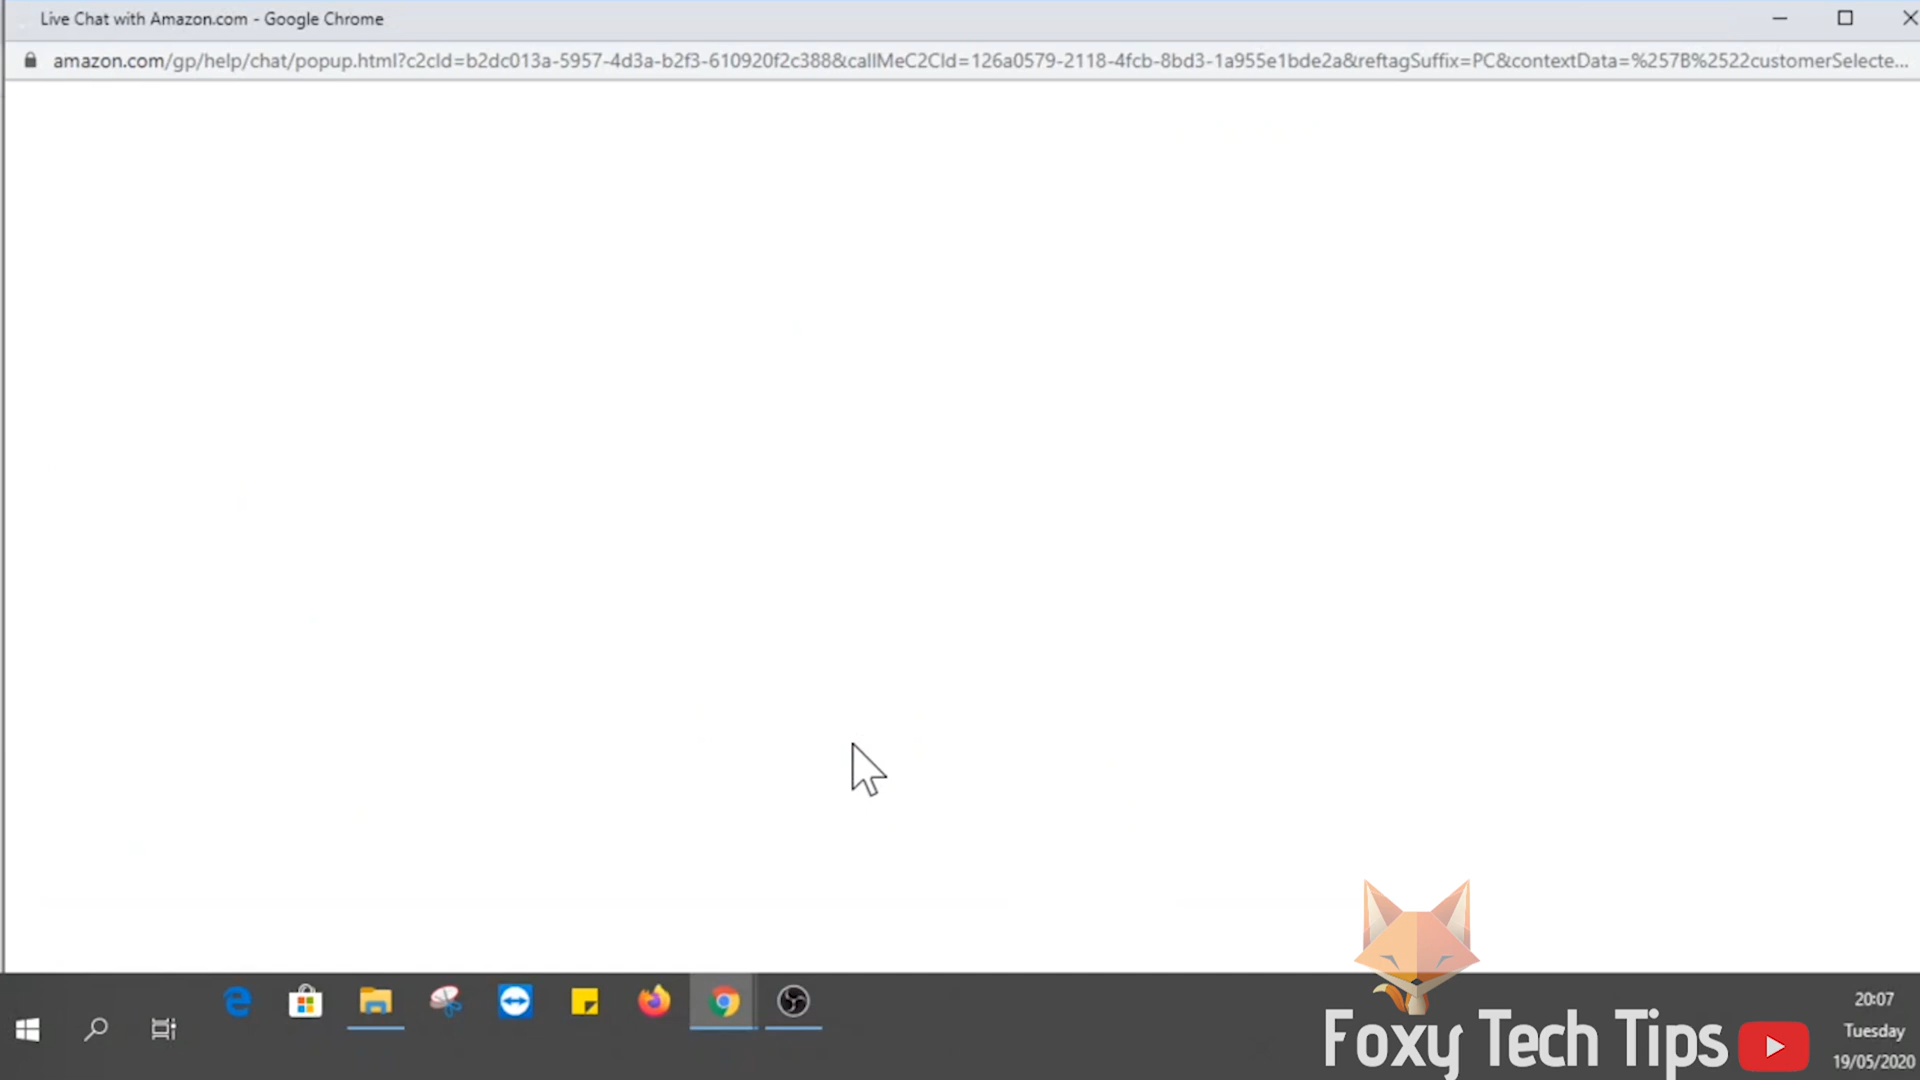 Live Chat with Amazon.com - Google Chrome
amazon.com/gp/help/chat/popup.html?c2cId=b2dc013a-5957-4d3a-b2f3-610920f2c388&callMeC2CId=126a0579-2118-4fcb-8bd3-1a955e1bde2a&reftagSuffix=PC&contextData=%257B%2522customerSelecte...
20:07
Tuesday
19/05/2020
Foxy Tech Tips